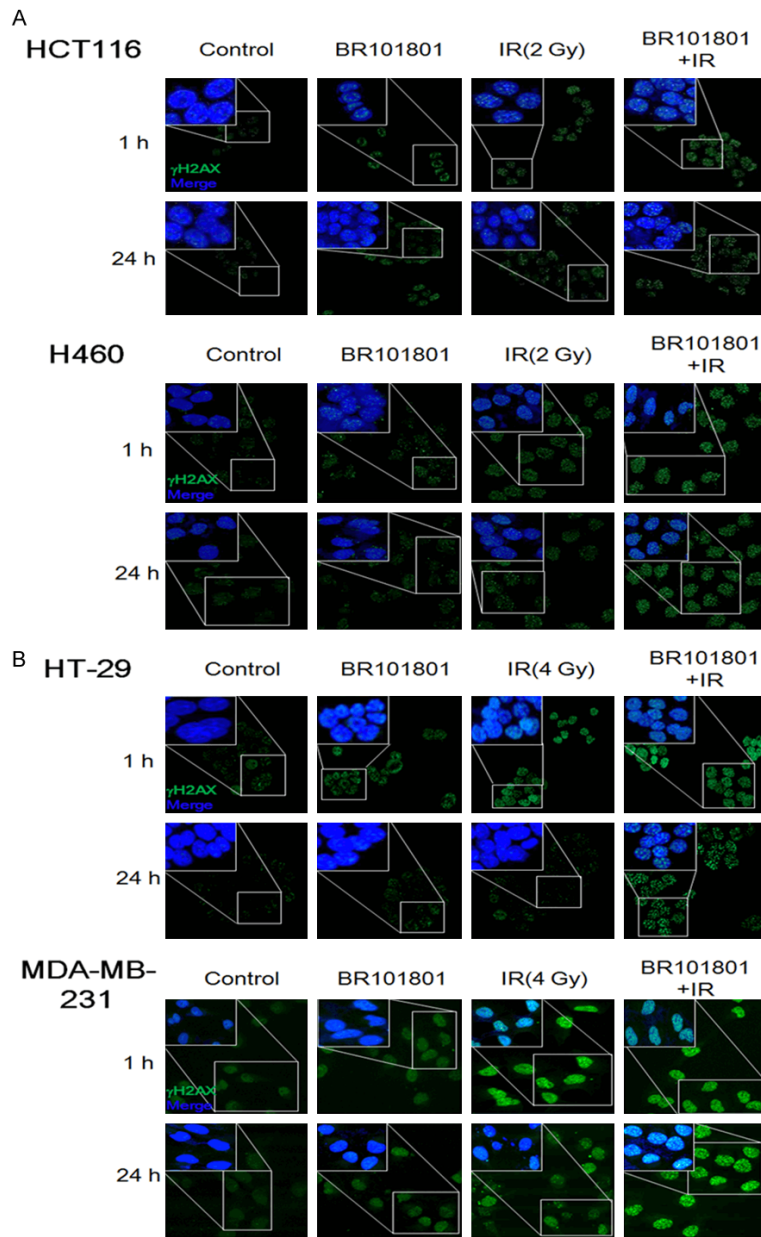 A
HCT116
Control BR101801 IR(2 Gy) BR101801
+IR
1 h
γH2AX
Merge
24 h
H460
Control BR101801 IR(2 Gy) BR101801
+IR
1 h
γH2AX
Merge
24 h
B
HT-29
Control BR101801 IR(4 Gy) BR101801
+IR
1 h
γH2AX
Merge
24 h
MDA-MB-
231
Control BR101801 IR(4 Gy) BR101801
+IR
1 h
γH2AX
Merge
24 h